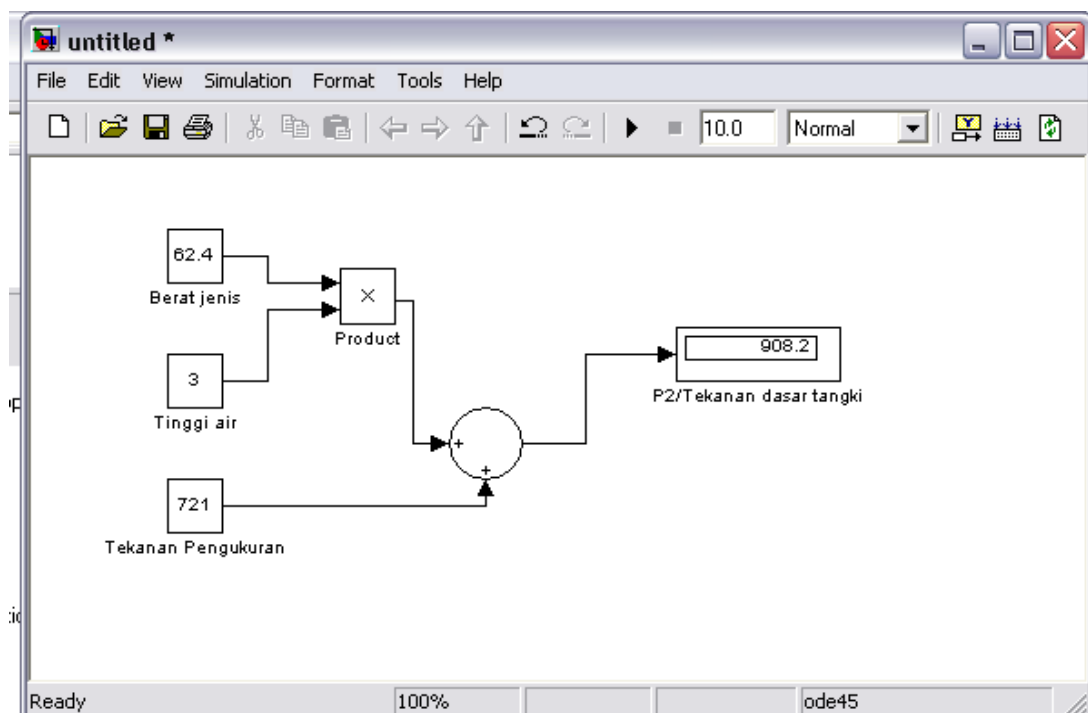 untitled *
File Edit View Simulation Format Tools Help
10.0 Normal
62.4
Berat jenis
×
Product
3
Tinggi air
908.2
P2/Tekanan dasar tangki
+
+
721
Tekanan Pengukuran
Ready 100% ode45